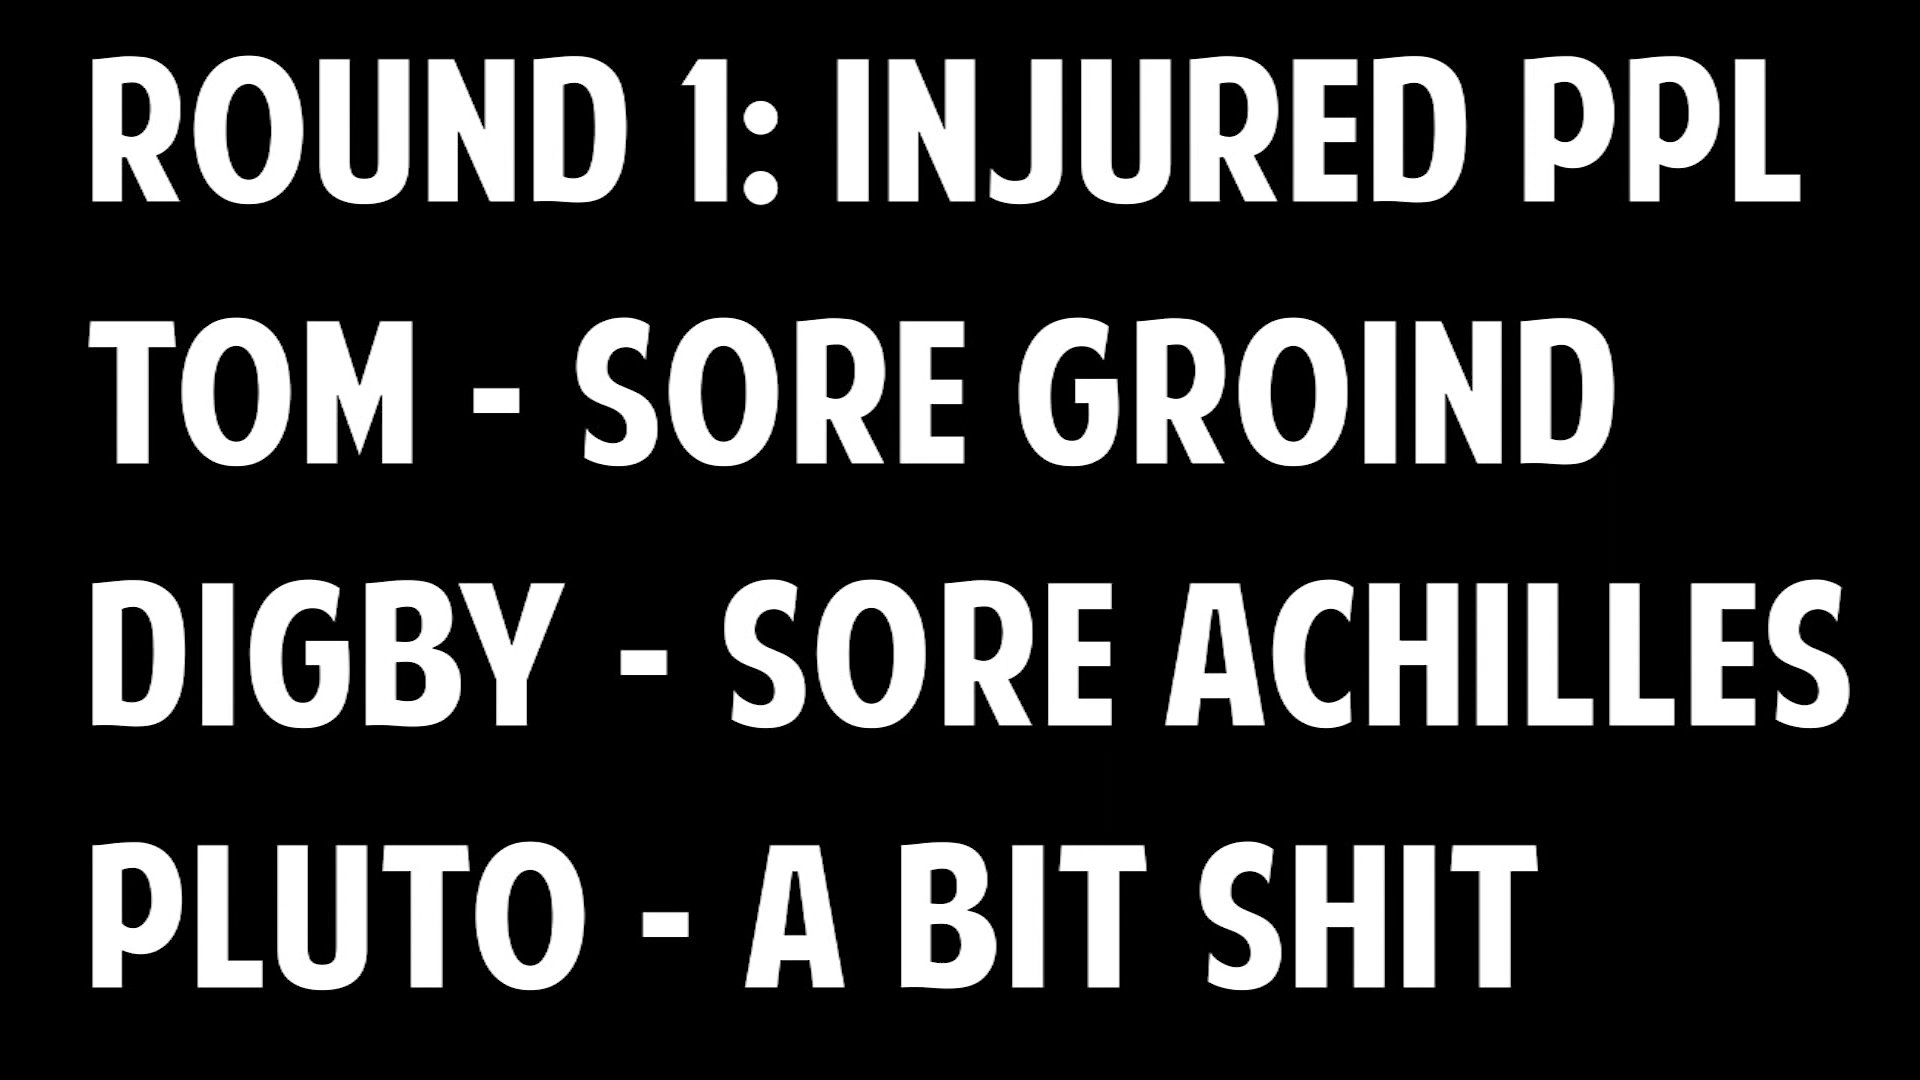 ROUND 1: INJURED PPL
TOM - SORE GROIND
DIGBY - SORE ACHILLES
PLUTO - A BIT SHIT